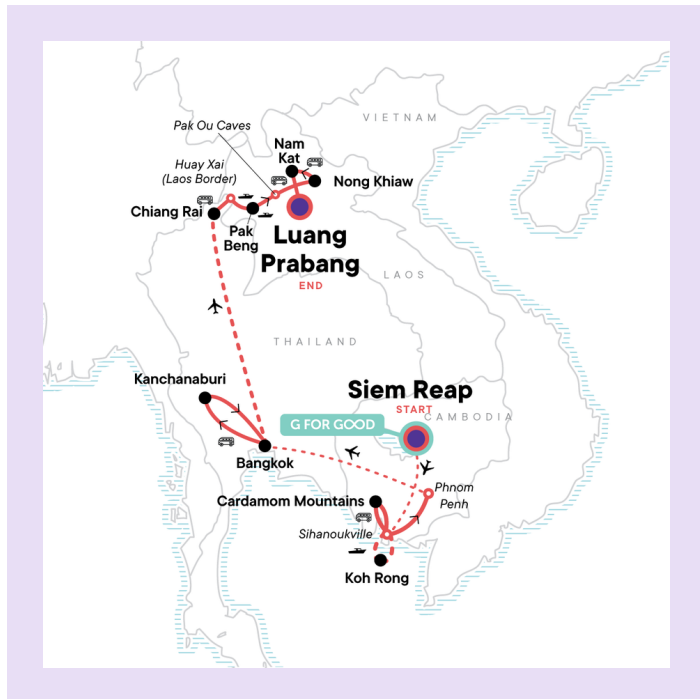 VIETNAM
Pak Ou Caves
Nam
Kat
Huay Xai
(Laos Border)
Nong Khiaw
Chiang Rai
Pak
Beng
Luang
Prabang
END
LAOS
THAILAND
Kanchanaburi
Siem Reap
START
CAMBODIA
G FOR GOOD
Bangkok
Phnom
Penh
Cardamom Mountains
Sihanoukville
Koh Rong